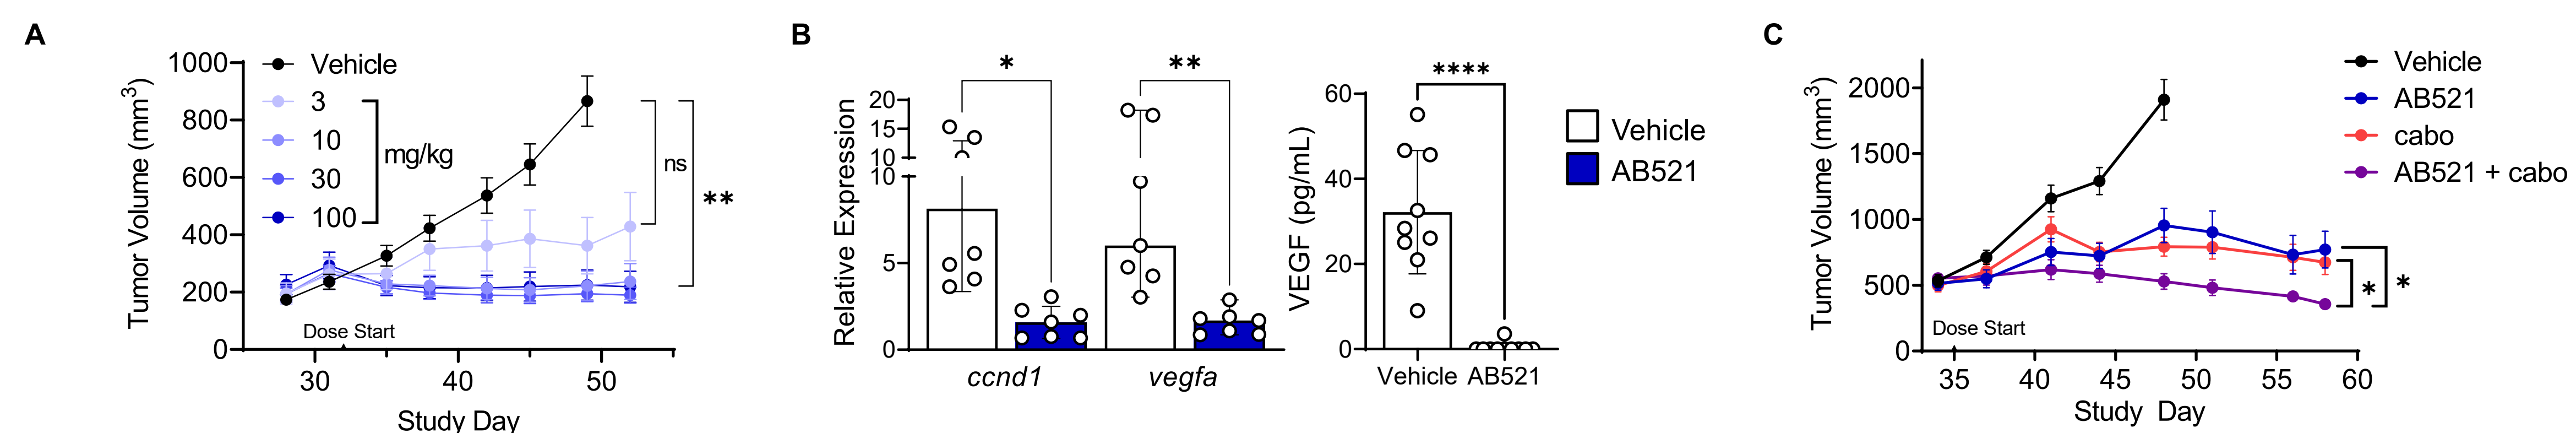 A
Tumor Volume (mm³)
1000
800
600
400
200
0
Vehicle
3
10
30
100
mg/kg
ns
**
Dose Start
30
40
50
Study Day
B
Relative Expression
20
15
10
10
5
0
*
**
ccnd1
vegfa
VEGF (pg/mL)
60
40
20
0
****
Vehicle AB521
Vehicle
AB521
C
Tumor Volume (mm³)
2000
1500
1000
500
0
Vehicle
AB521
cabo
AB521 + cabo
*
*
Dose Start
35
40
45
50
55
60
Study Day